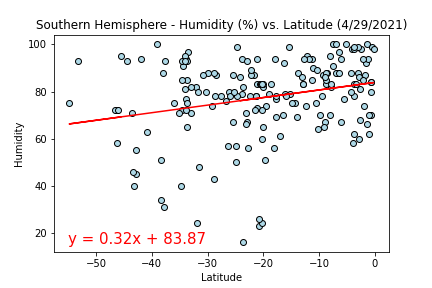 Southern Hemisphere - Humidity (%) vs. Latitude (4/29/2021)
100
80
60
40
20
Humidity
y = 0.32x + 83.87
−50
−40
−30
−20
−10
0
Latitude